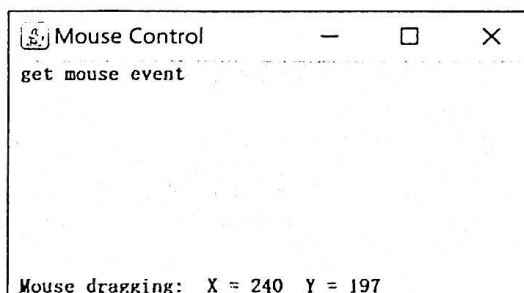 Mouse Control
get mouse event
Mouse dragging:  X = 240  Y = 197